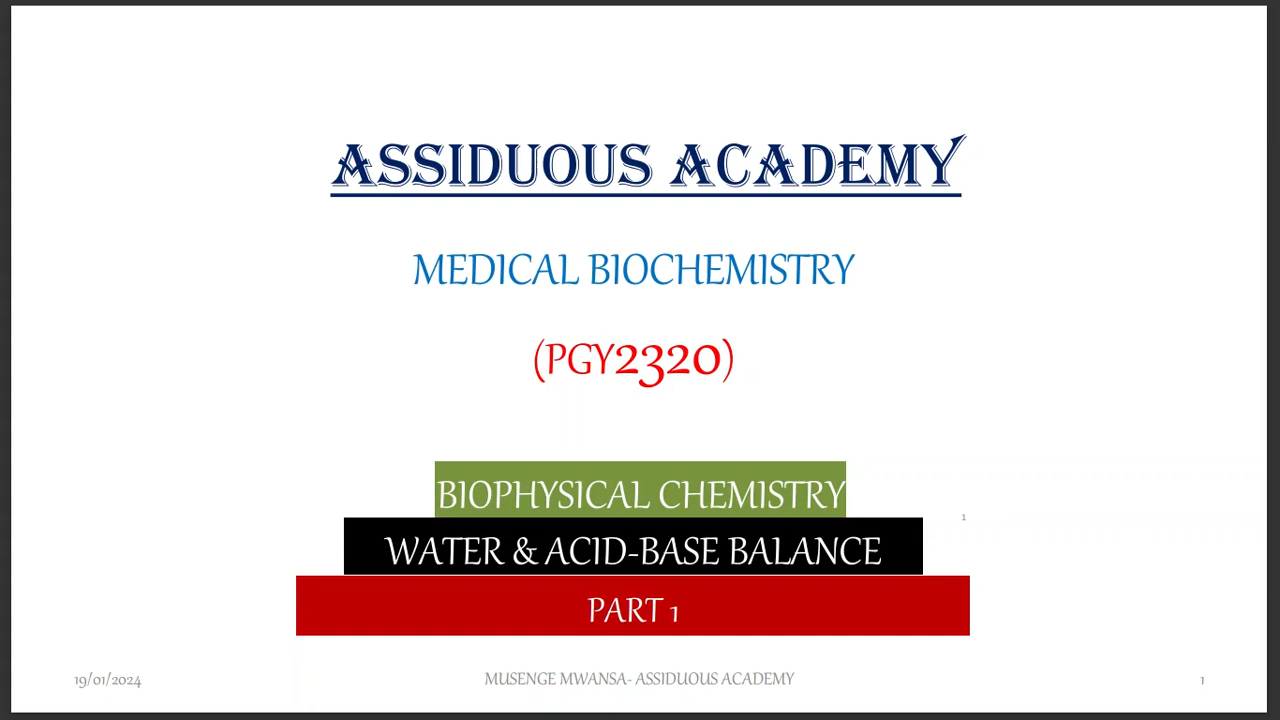 ASSIDUOUS ACADEMY
MEDICAL BIOCHEMISTRY
(PGY2320)
BIOPHYSICAL CHEMISTRY
1
WATER & ACID-BASE BALANCE
PART 1
19/01/2024
MUSENGE MWANSA- ASSIDUOUS ACADEMY
1